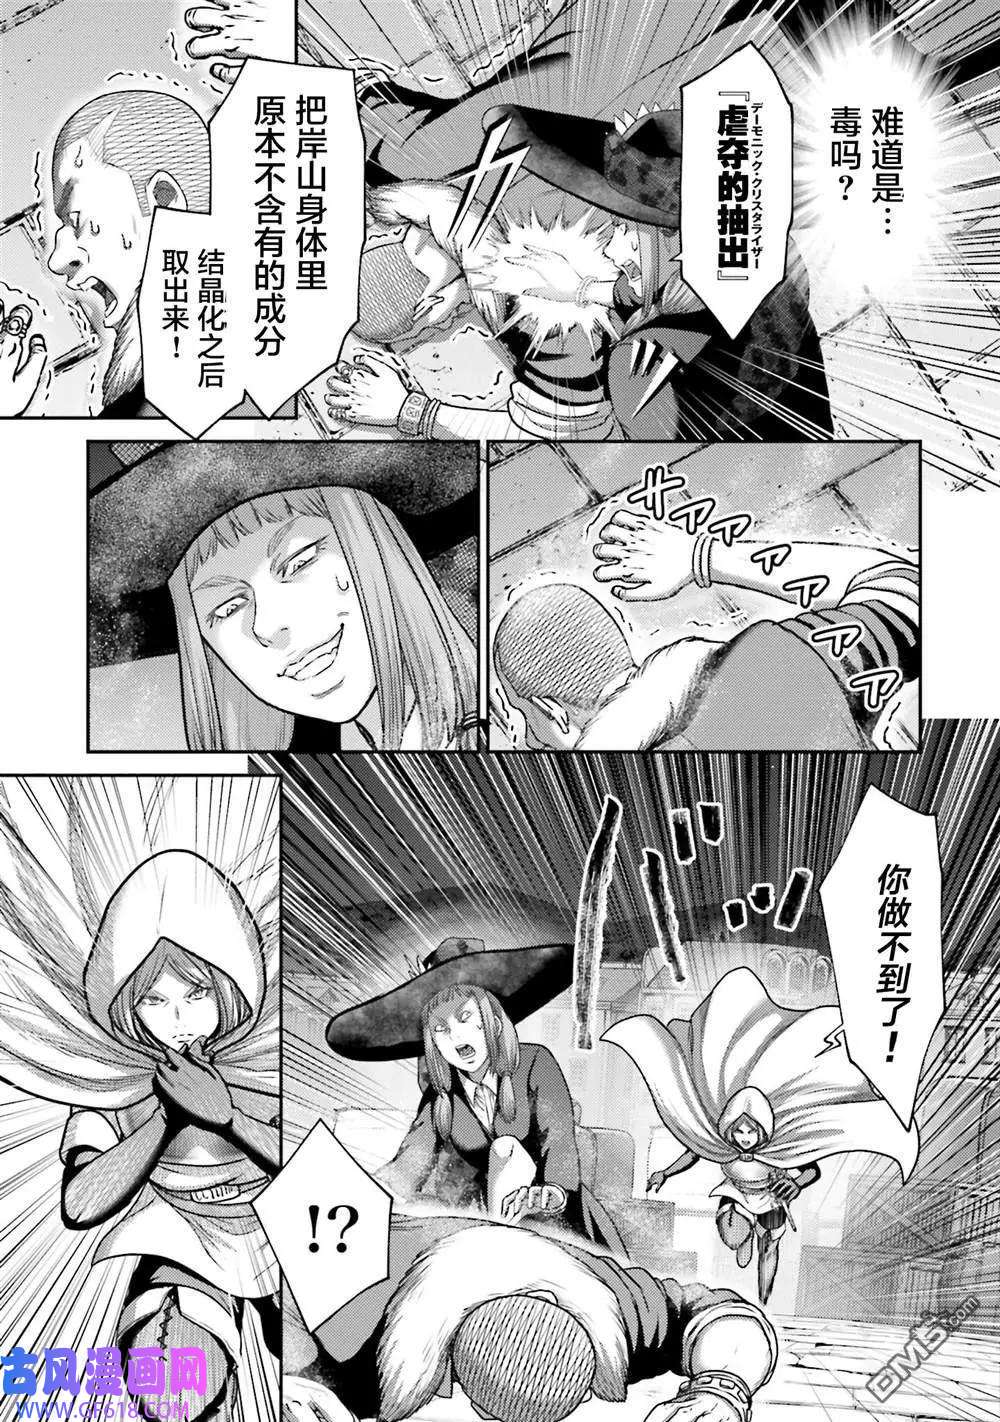 难道是…
毒吗？
デーモニック・クリスタライザー
『虐夺的抽出』
把岸山身体里
原本不含有的成分
结晶化之后
取出来！
サァァァァァ
你做不到了！
バッ
!?
古风漫画网
WWW.CF618.COM
DM5.com